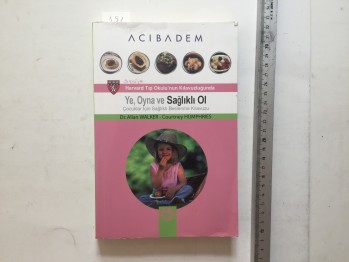 ACIBADEM
Harvard Tıp Okulu'nun Kılavuzluğunda
Ye, Oyna ve Sağlıklı Ol
Çocuklar İçin Sağlıklı Beslenme Kılavuzu
Dr. Allan WALKER - Courtney HUMPHRIES